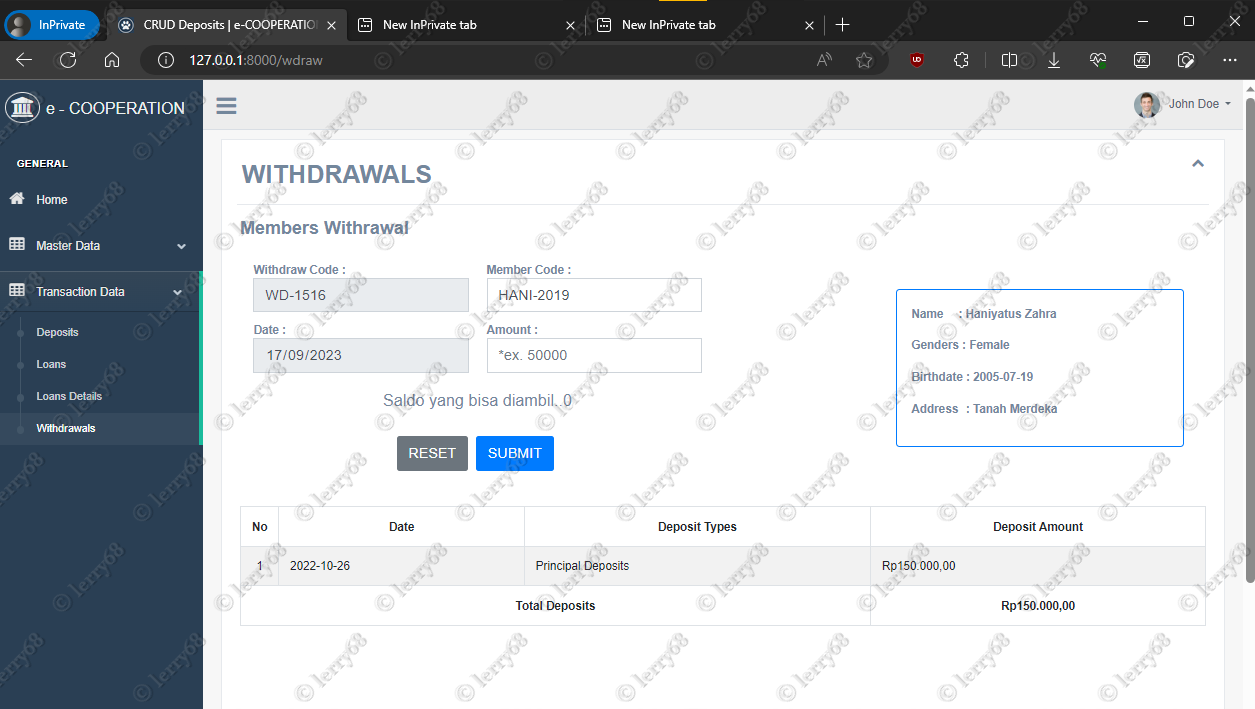 InPrivate
CRUD Deposits | e-COOPERATIO
New InPrivate tab
New InPrivate tab
127.0.0.1:8000/wdraw
e - COOPERATION
John Doe
GENERAL
Home
Master Data
Transaction Data
Deposits
Loans
Loans Details
Withdrawals
WITHDRAWALS
Members Withrawal
Withdraw Code :
Member Code :
WD-1516
HANI-2019
Date :
Amount :
17/09/2023
*ex. 50000
Saldo yang bisa diambil..0
RESET
SUBMIT
Name : Haniyatus Zahra
Genders : Female
Birthdate : 2005-07-19
Address : Tanah Merdeka
No Date Deposit Types Deposit Amount
1 2022-10-26 Principal Deposits Rp150.000,00
Total Deposits Rp150.000,00
© lerry68